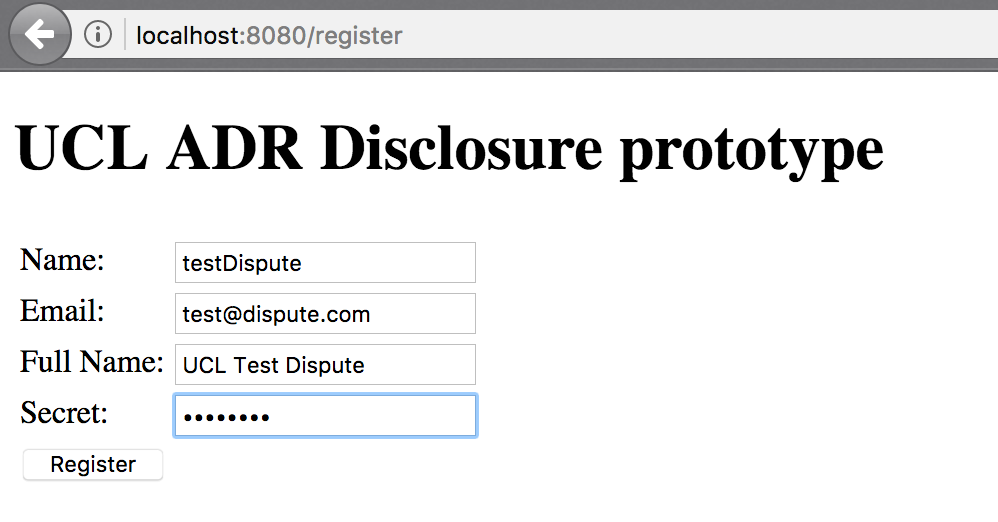 localhost:8080/register
UCL ADR Disclosure prototype
Name: testDispute
Email: test@dispute.com
Full Name: UCL Test Dispute
Secret: ••••••••
Register